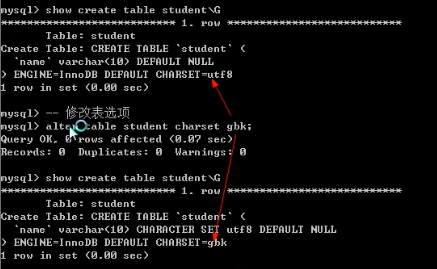 mysql> show create table student\G
*************************** 1. row ***************************
Table: student
Create Table: CREATE TABLE `student` (
`name` varchar(10) DEFAULT NULL
) ENGINE=InnoDB DEFAULT CHARSET=utf8
1 row in set (0.00 sec)
mysql> -- 修改表选项
mysql> alter table student charset gbk;
Query OK, 0 rows affected (0.07 sec)
Records: 0  Duplicates: 0  Warnings: 0
mysql> show create table student\G
*************************** 1. row ***************************
Table: student
Create Table: CREATE TABLE `student` (
`name` varchar(10) CHARACTER SET utf8 DEFAULT NULL
) ENGINE=InnoDB DEFAULT CHARSET=gbk
1 row in set (0.00 sec)